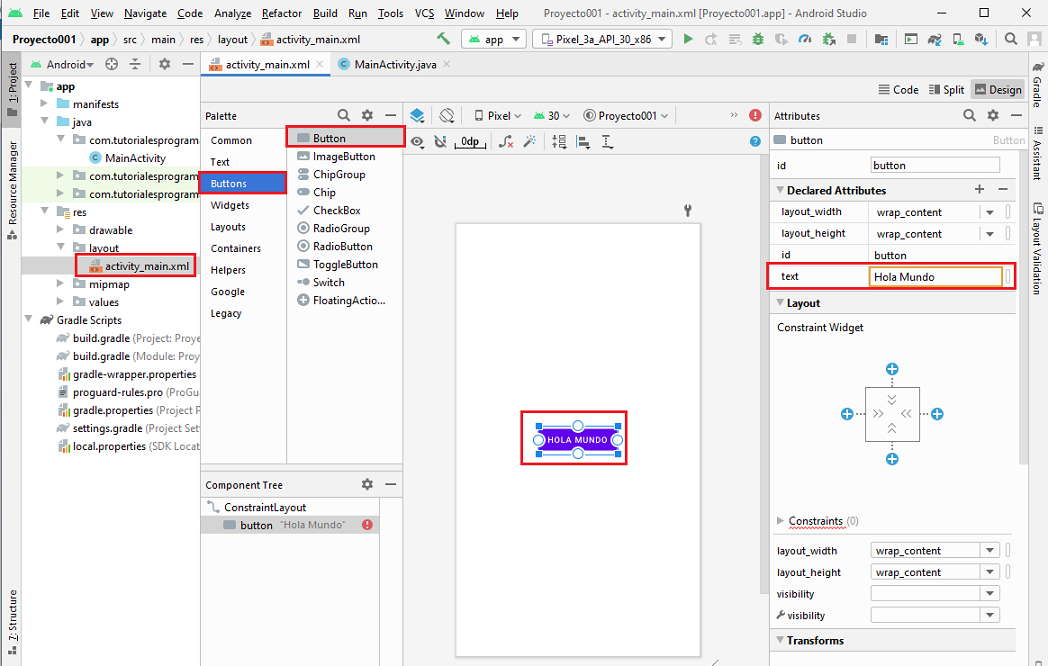 File Edit View Navigate Code Analyze Refactor Build Run Tools VCS Window Help Proyecto001 - activity_main.xml [Proyecto001.app] - Android Studio
Proyecto001 app src main res layout activity_main.xml app Pixel_3a_API_30_x86
1: Project
Resource Manager
7: Structure
Android
app
manifests
java
com.tutorialesprogram
MainActivity
com.tutorialesprogram
com.tutorialesprogram
res
drawable
layout
activity_main.xml
mipmap
values
Gradle Scripts
build.gradle (Project: Proye
build.gradle (Module: Proye
gradle-wrapper.properties
proguard-rules.pro (ProGu
gradle.properties (Project P
settings.gradle (Project Set
local.properties (SDK Locat
activity_main.xml MainActivity.java
Code Split Design
Palette
Common
Text
Buttons
Widgets
Layouts
Containers
Helpers
Google
Legacy
Button
ImageButton
ChipGroup
Chip
CheckBox
RadioGroup
RadioButton
ToggleButton
Switch
FloatingActio...
Component Tree
ConstraintLayout
button "Hola Mundo"
Pixel 30 Proyecto001
0dp
HOLA MUNDO
Attributes
button Button
id button
Declared Attributes
layout_width wrap_content
layout_height wrap_content
id button
text Hola Mundo
Layout
Constraint Widget
Constraints (0)
layout_width wrap_content
layout_height wrap_content
visibility
visibility
Transforms
Gradle
Assistant
Layout Validation